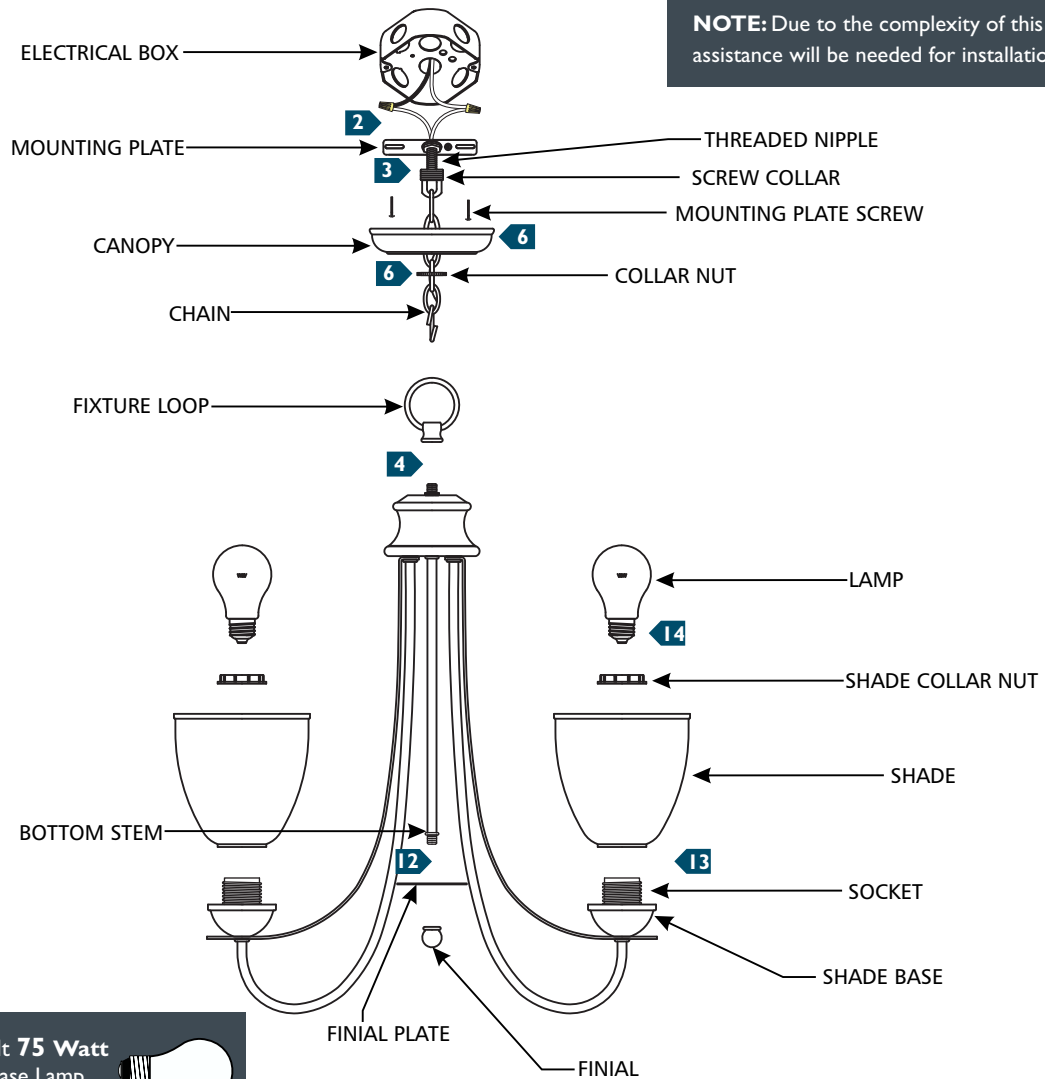 NOTE: Due to the complexity of this
assistance will be needed for
ELECTRICAL BOX
2
MOUNTING PLATE
THREADED NIPPLE
3
SCREW COLLAR
MOUNTING PLATE SCREW
CANOPY
6
6
COLLAR NUT
CHAIN
FIXTURE LOOP
4
LAMP
14
SHADE COLLAR NUT
SHADE
BOTTOM STEM
12
13
SOCKET
SHADE BASE
FINIAL PLATE
FINIAL
75 Watt
Lamp